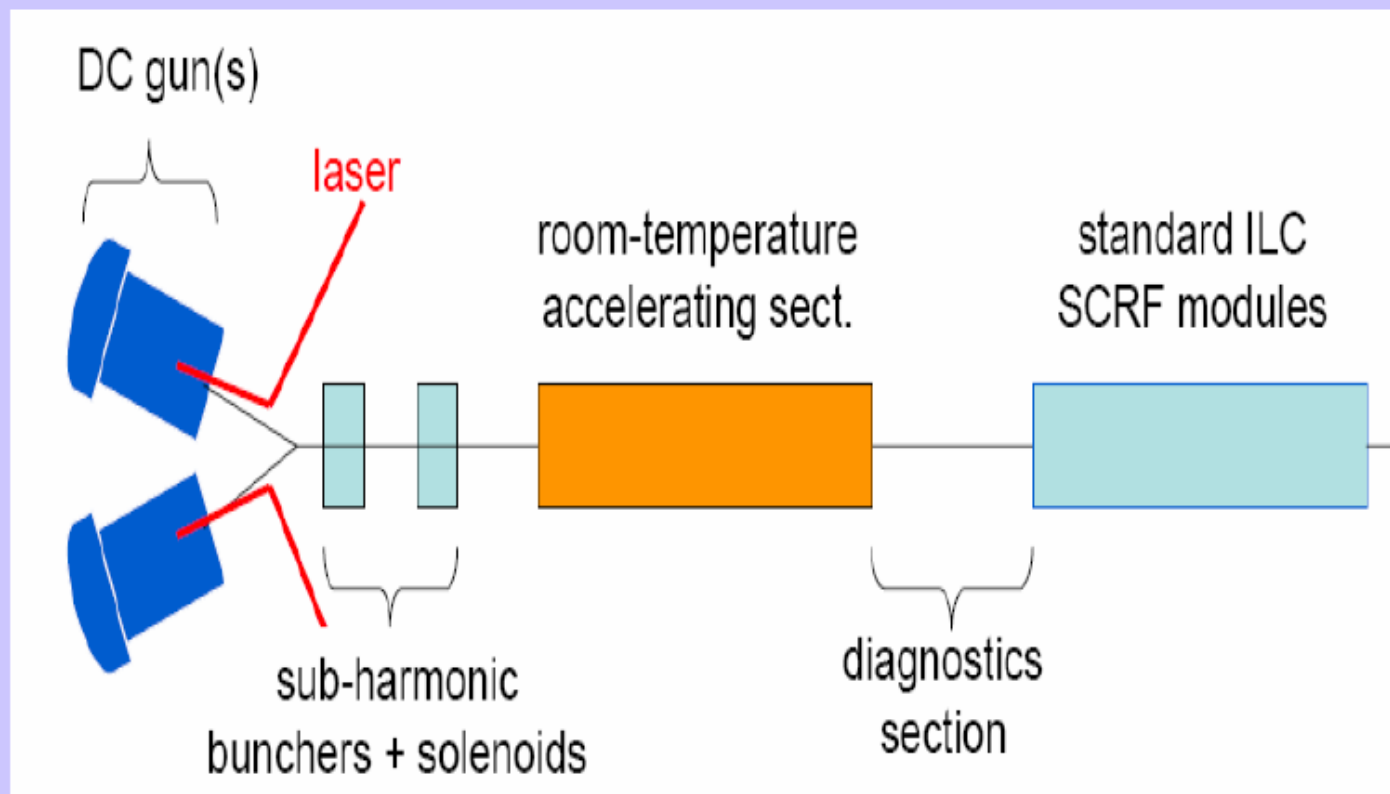 DC gun(s)
laser
room-temperature
accelerating sect.
standard ILC
SCRF modules
sub-harmonic
bunchers + solenoids
diagnostics
section